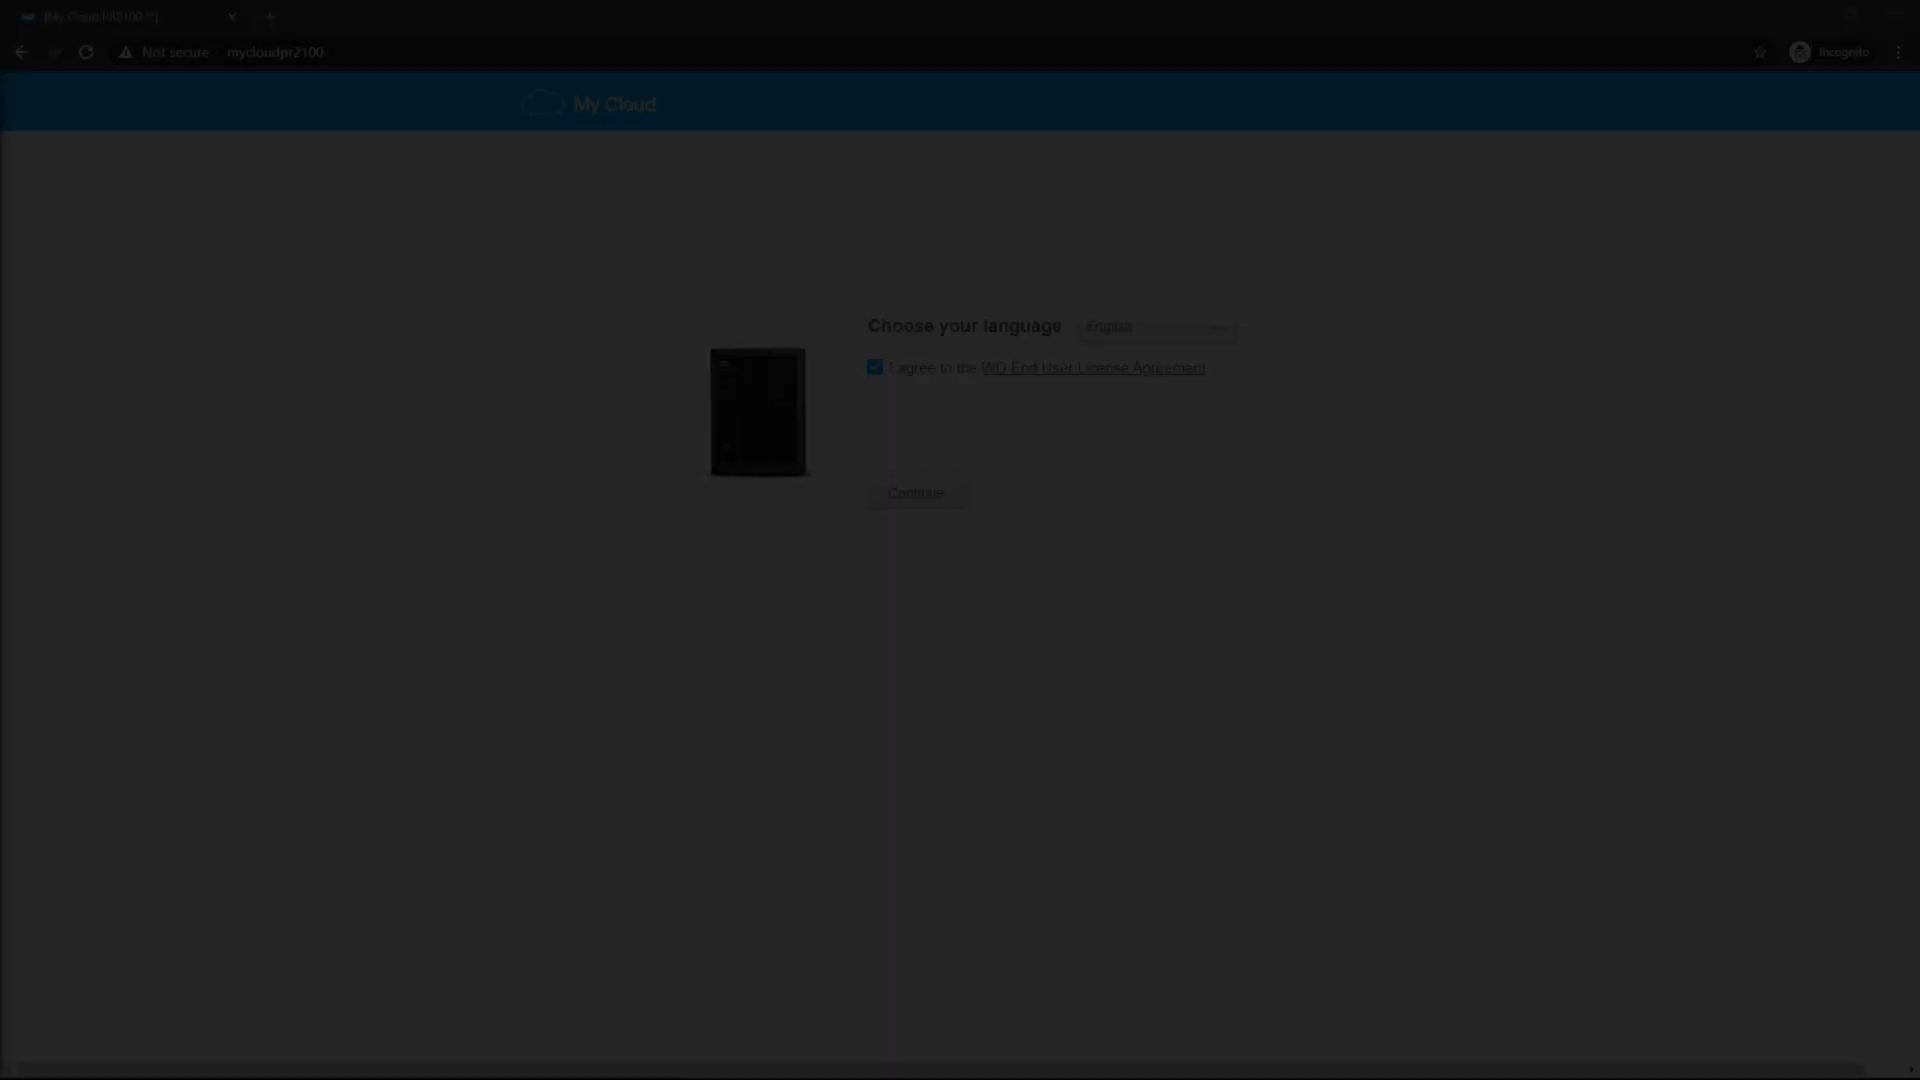 Not secure mycloudpr2100
Incognito
My Cloud
Choose your language English
I agree to the WD End User License Agreement
Continue